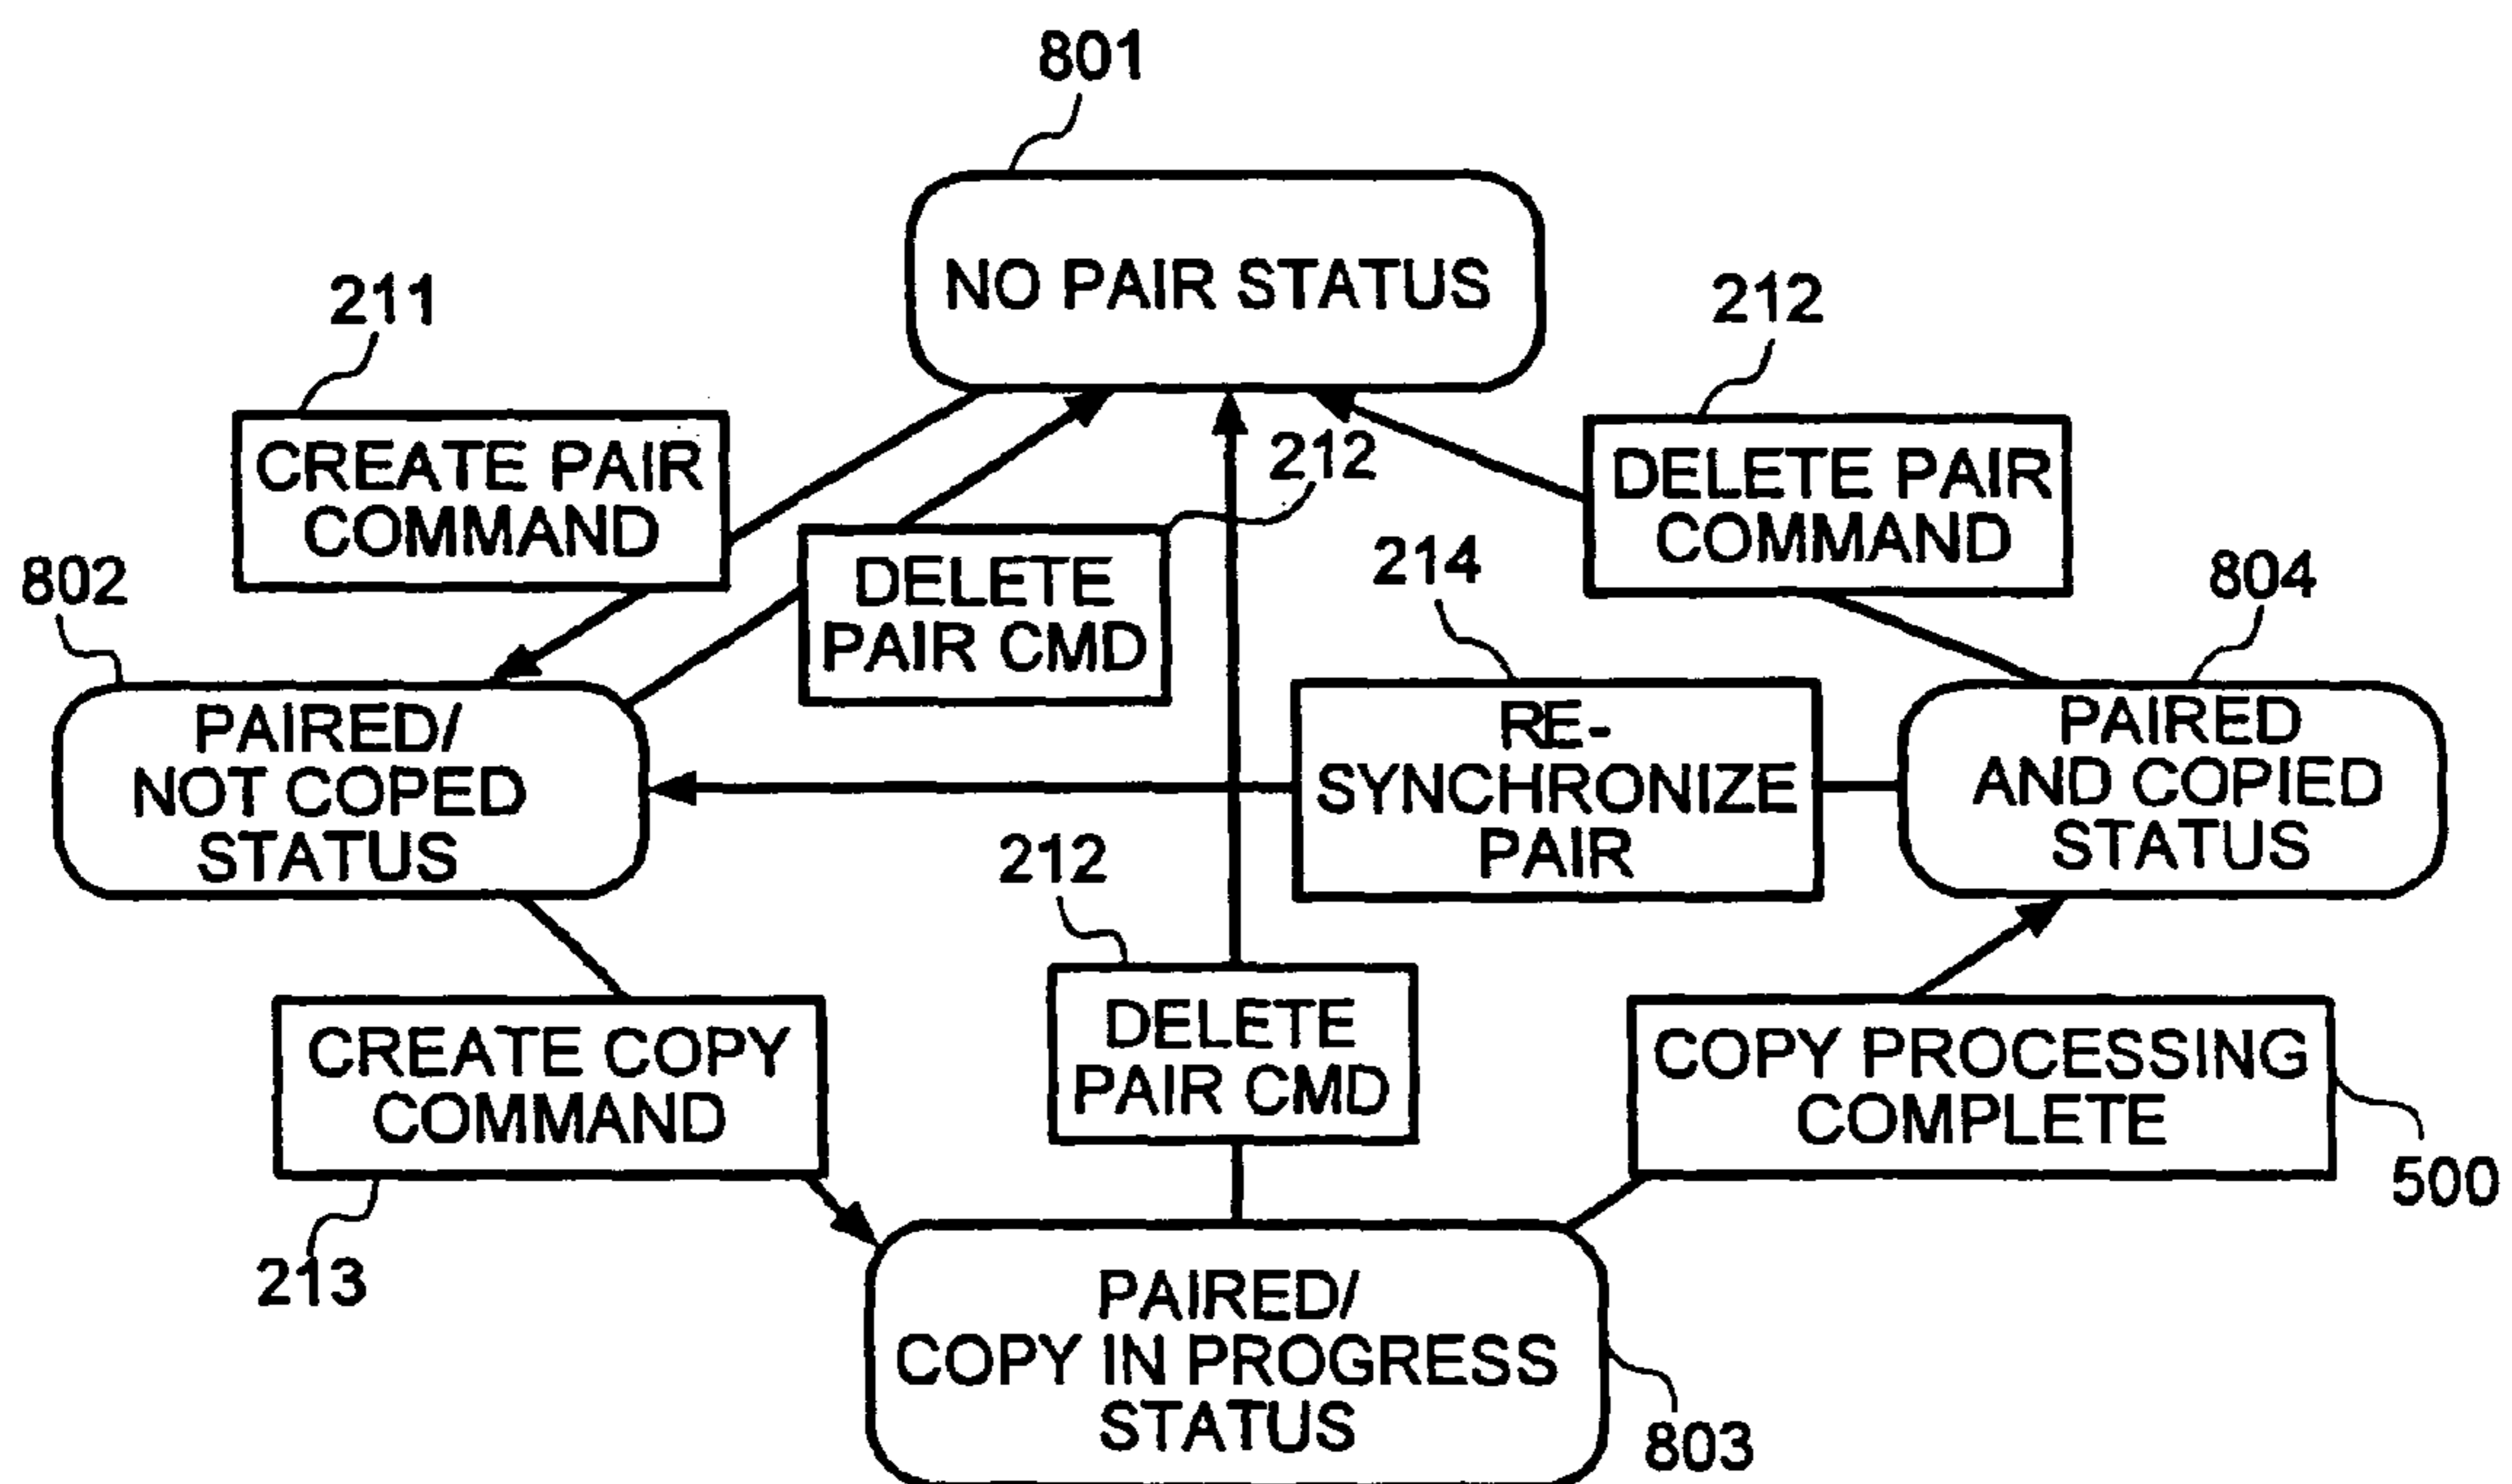 801
NO PAIR STATUS
211
CREATE PAIR
COMMAND
212
DELETE PAIR
COMMAND
212
DELETE
PAIR CMD
802
PAIRED/
NOT COPED
STATUS
214
RE-
SYNCHRONIZE
PAIR
804
PAIRED
AND COPIED
STATUS
212
DELETE
PAIR CMD
CREATE COPY
COMMAND
213
COPY PROCESSING
COMPLETE
500
PAIRED/
COPY IN PROGRESS
STATUS
803